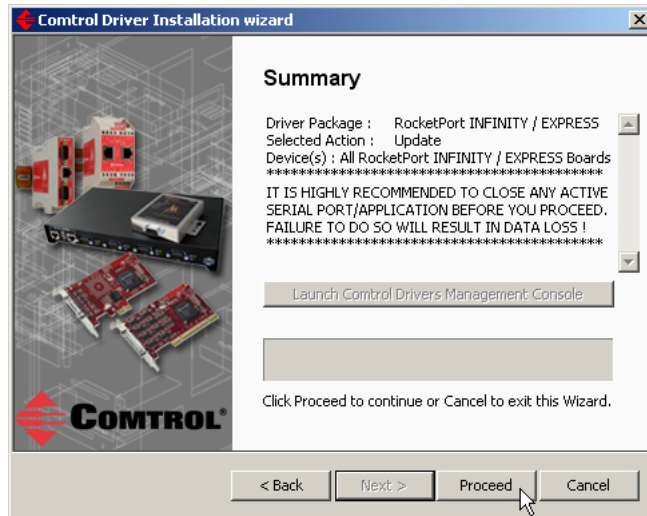 Comtrol Driver Installation wizard
Summary
Driver Package : RocketPort INFINITY / EXPRESS
Selected Action : Update
Device(s) : All RocketPort INFINITY / EXPRESS Boards
************************************************
IT IS HIGHLY RECOMMENDED TO CLOSE ANY ACTIVE
SERIAL PORT/APPLICATION BEFORE YOU PROCEED.
FAILURE TO DO SO WILL RESULT IN DATA LOSS !
************************************************
Launch Comtrol Drivers Management Console
Click Proceed to continue or Cancel to exit this Wizard.
COMTROL®
< Back
Next >
Proceed
Cancel